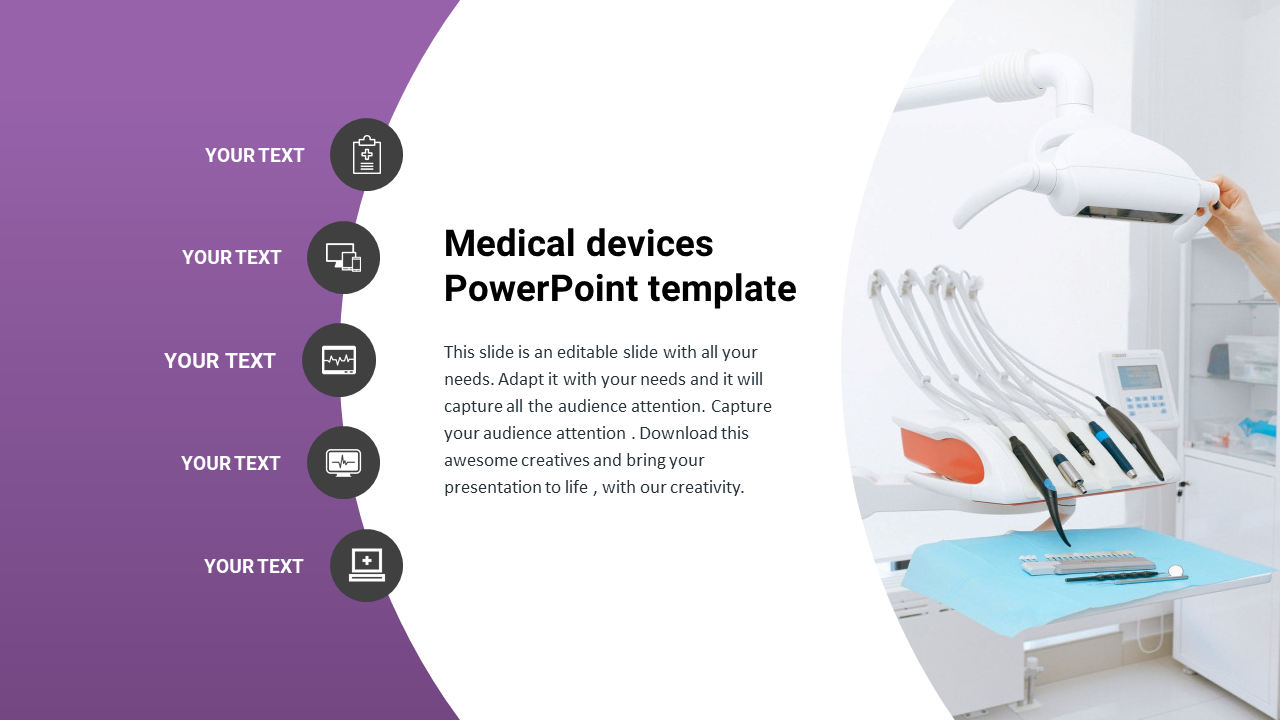 YOUR TEXT
YOUR TEXT
YOUR TEXT
YOUR TEXT
YOUR TEXT
Medical devices
PowerPoint template
This slide is an editable slide with all your
needs. Adapt it with your needs and it will
capture all the audience attention. Capture
your audience attention . Download this
awesome creatives and bring your
presentation to life , with our creativity.